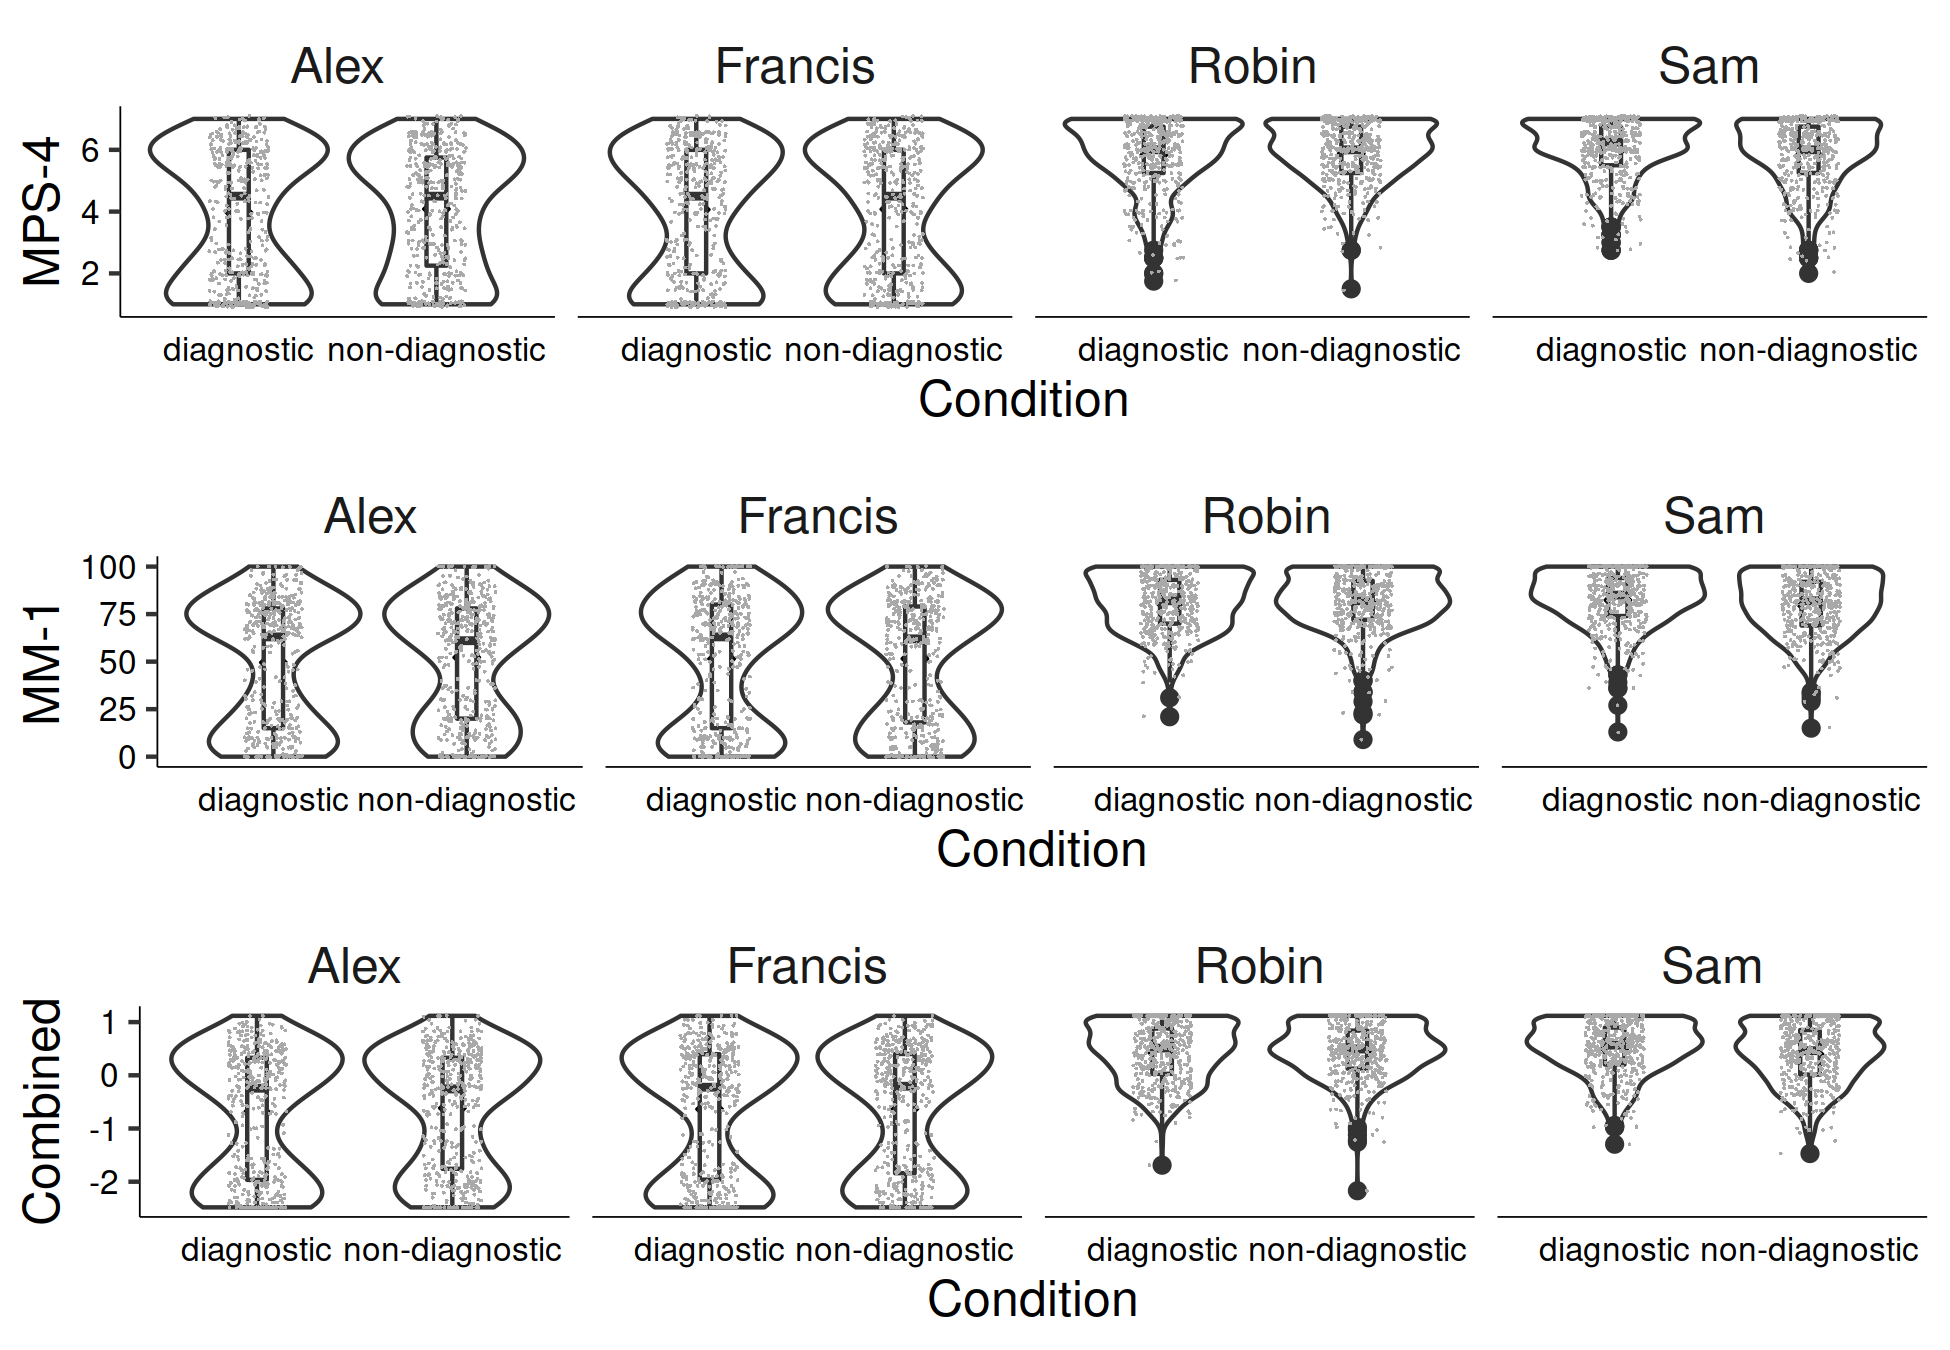 Alex Francis Robin Sam
MPS-4
6
4
2
diagnostic non-diagnostic diagnostic non-diagnostic diagnostic non-diagnostic diagnostic non-diagnostic
Condition
Alex Francis Robin Sam
MM-1
100
75
50
25
0
diagnostic non-diagnostic diagnostic non-diagnostic diagnostic non-diagnostic diagnostic non-diagnostic
Condition
Alex Francis Robin Sam
Combined
1
0
-1
-2
diagnostic non-diagnostic diagnostic non-diagnostic diagnostic non-diagnostic diagnostic non-diagnostic
Condition